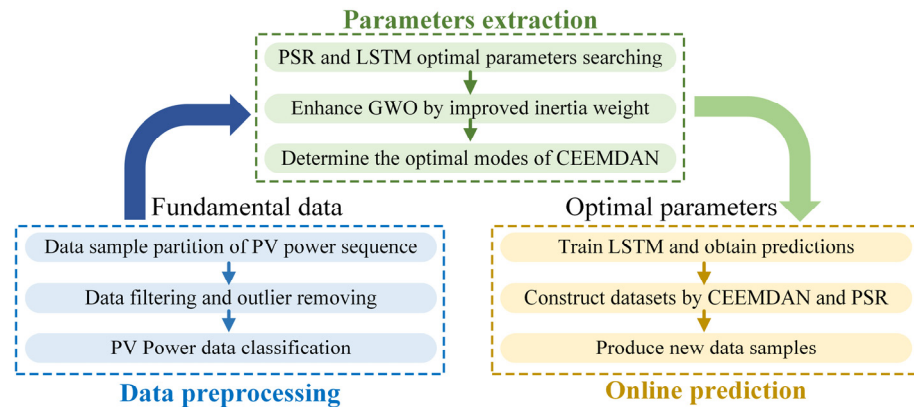 Parameters extraction
PSR and LSTM optimal parameters searching
Enhance GWO by improved inertia weight
Determine the optimal modes of CEEMDAN
Fundamental data
Optimal parameters
Data sample partition of PV power sequence
Data filtering and outlier removing
PV Power data classification
Data preprocessing
Train LSTM and obtain predictions
Construct datasets by CEEMDAN and PSR
Produce new data samples
Online prediction